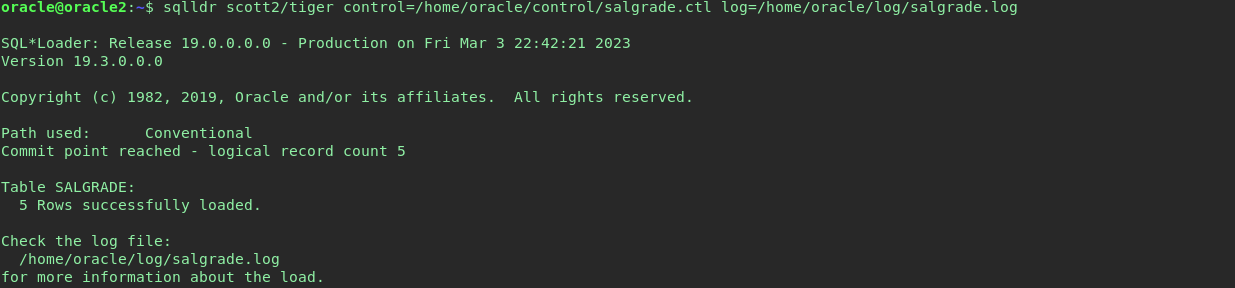 oracle@oracle2:~$ sqlldr scott2/tiger control=/home/oracle/control/salgrade.ctl log=/home/oracle/log/salgrade.log
SQL*Loader: Release 19.0.0.0.0 - Production on Fri Mar 3 22:42:21 2023
Version 19.3.0.0.0
Copyright (c) 1982, 2019, Oracle and/or its affiliates.  All rights reserved.
Path used:      Conventional
Commit point reached - logical record count 5
Table SALGRADE:
  5 Rows successfully loaded.
Check the log file:
  /home/oracle/log/salgrade.log
for more information about the load.